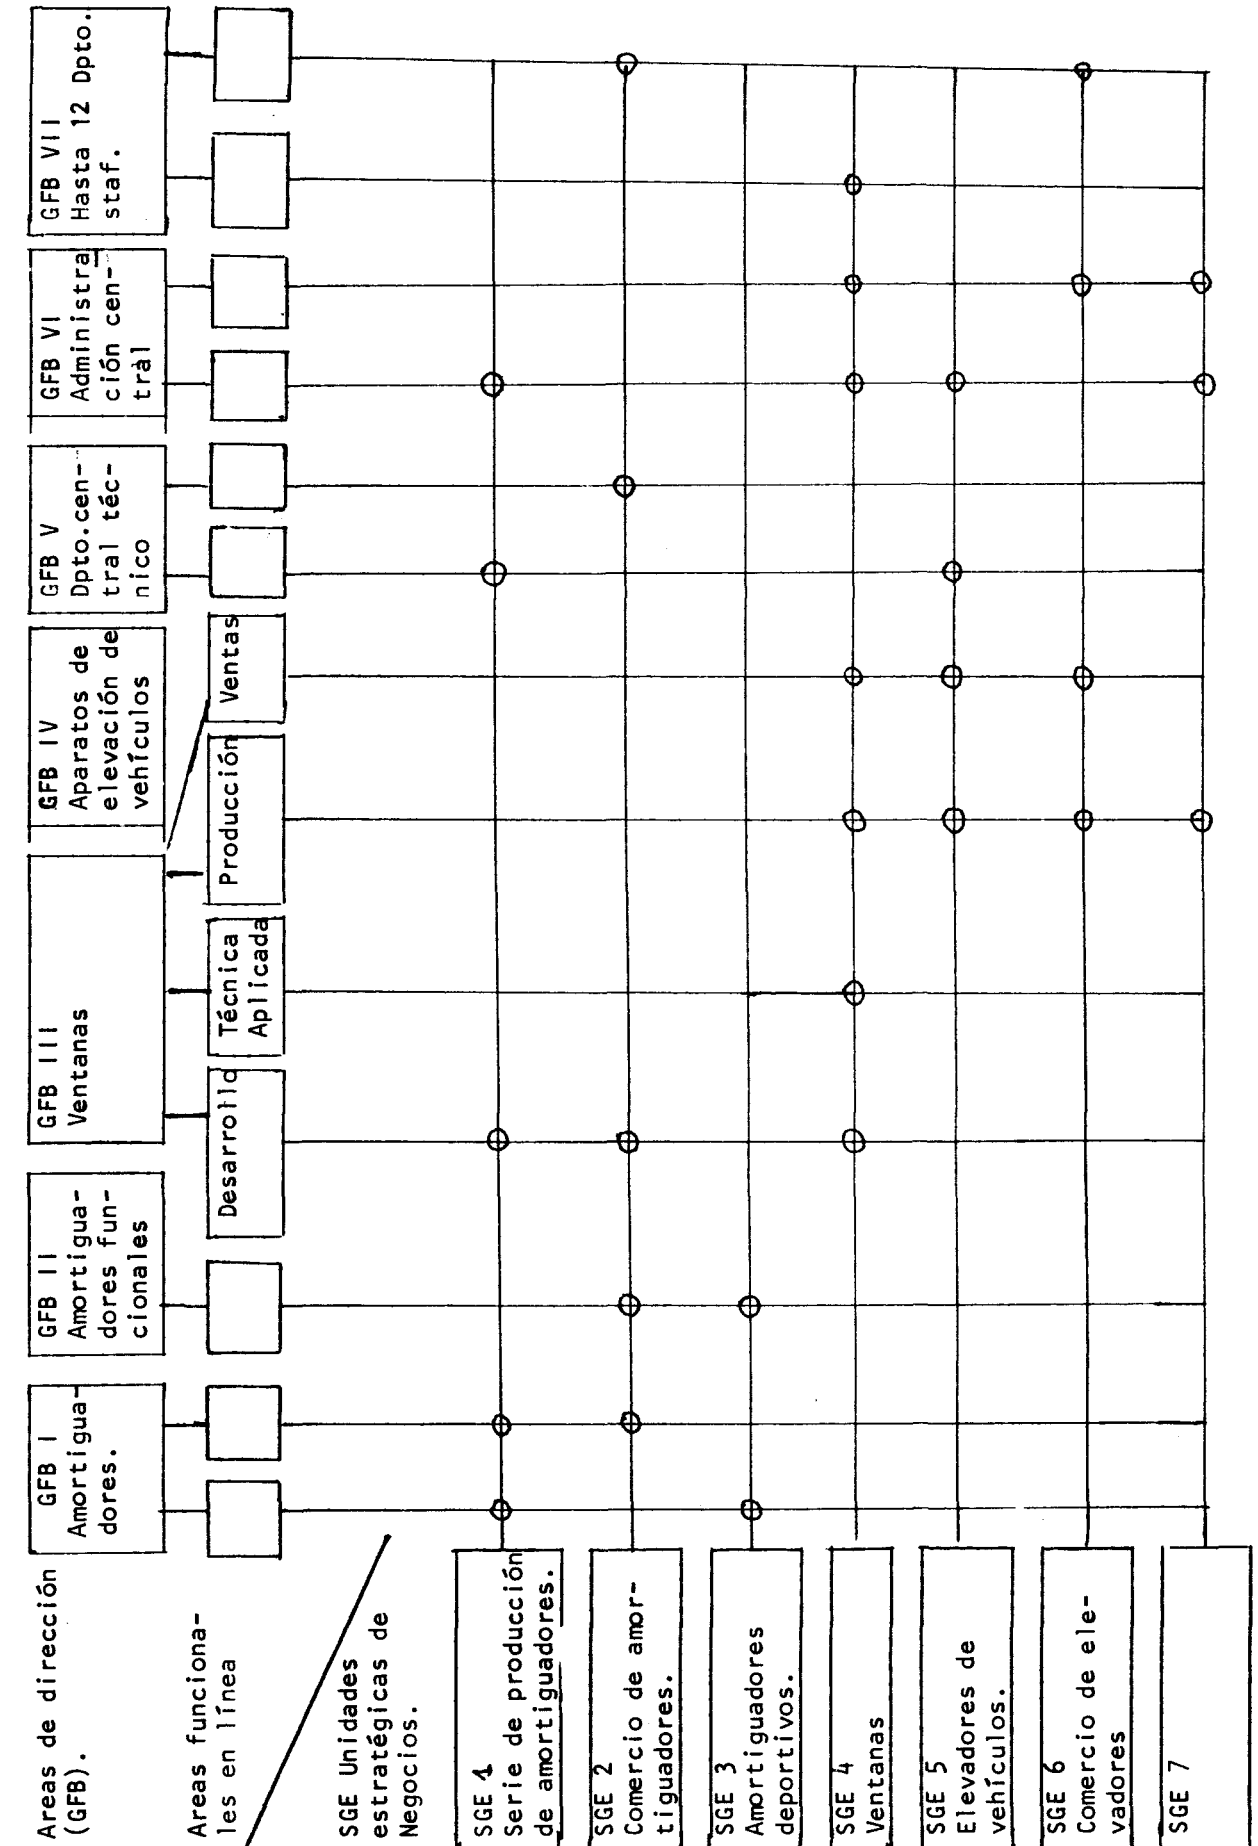 Areas de dirección
(GFB).
GFB I
Amortigua-
dores.
GFB II
Amortigua-
dores fun-
cionales
GFB III
Ventanas
GFB IV
Aparatos de
elevación de
vehículos
GFB V
Dpto.cen-
tral téc-
nico
GFB VI
Administra
ción cen-
tral
GFB VII
Hasta 12 Dpto.
staf.
Areas funciona-
les en línea
Desarrollo
Técnica
Aplicada
Producción
Ventas
SGE Unidades
estratégicas de
Negocios.
SGE 1
Serie de producción
de amortiguadores.
SGE 2
Comercio de amor-
tiguadores.
SGE 3
Amortiguadores
deportivos.
SGE 4
Ventanas
SGE 5
Elevadores de
vehículos.
SGE 6
Comercio de ele-
vadores
SGE 7